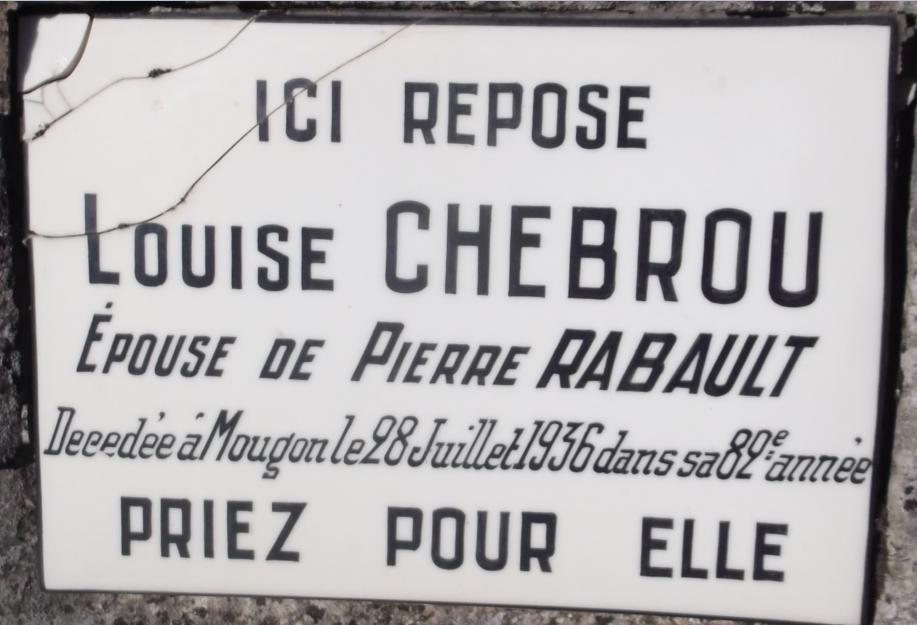 ICI REPOSE
LOUISE CHEBROU
ÉPOUSE DE PIERRE RABAULT
Decedée à Mougon le 28 Juillet 1936 dans sa 82e année
PRIEZ POUR ELLE